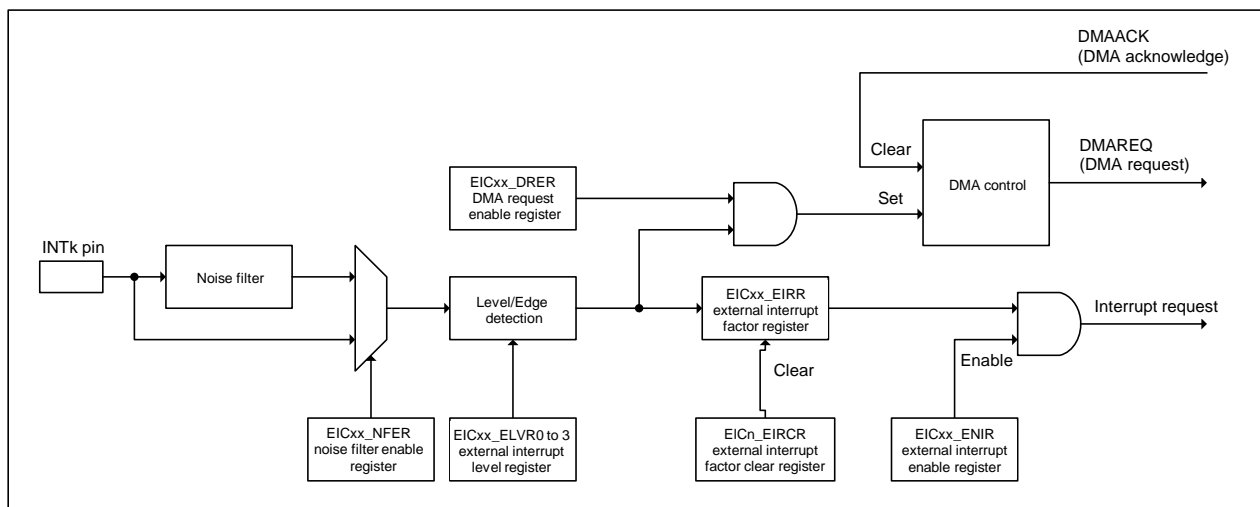 DMAACK
(DMA acknowledge)
Clear
DMA control
DMAREQ
(DMA request)
EICxx_DRER
DMA request
enable register
Set
INTk pin
Noise filter
Level/Edge
detection
EICxx_EIRR
external interrupt
factor register
Interrupt request
Clear
Enable
EICxx_NFER
noise filter enable
register
EICxx_ELVR0 to 3
external interrupt
level register
EICn_EIRCR
external interrupt
factor clear register
EICxx_ENIR
external interrupt
enable register